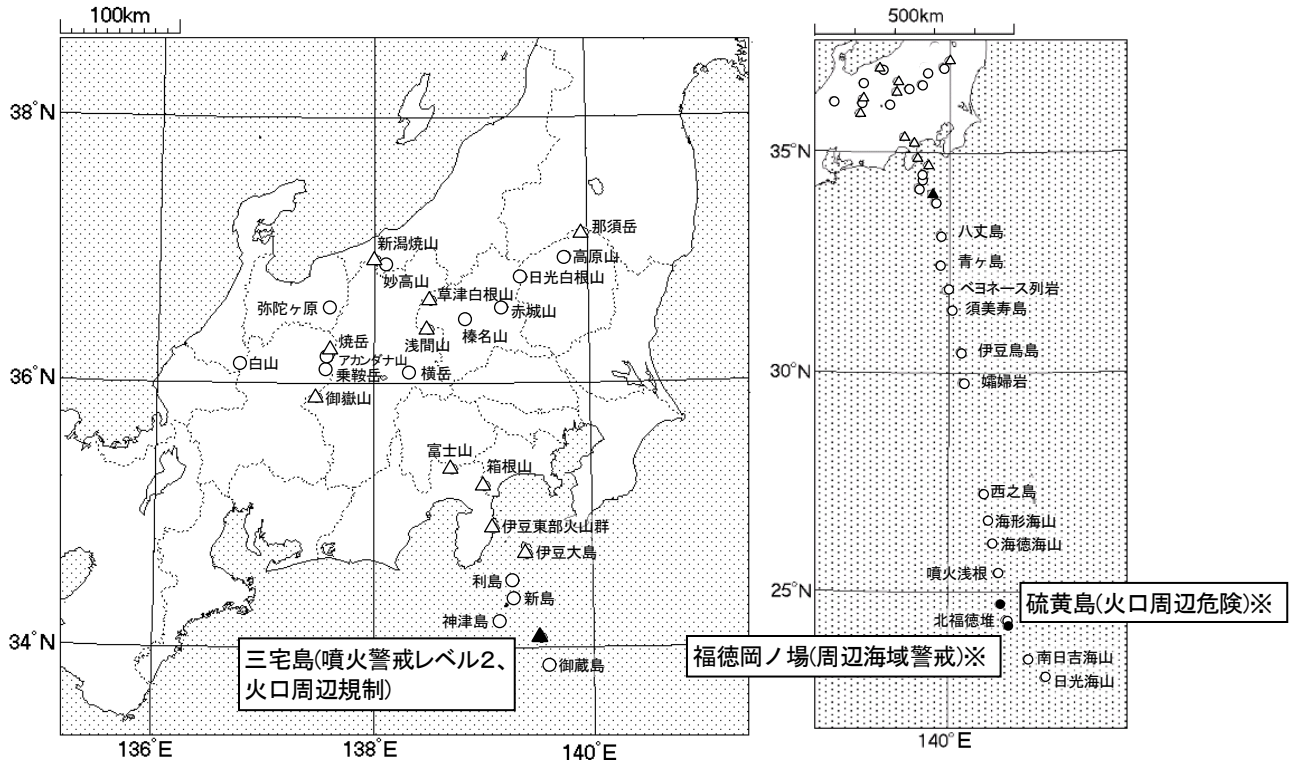 100km
38°N
36°N
34°N
136°E
138°E
140°E
那須岳
新潟焼山
高原山
妙高山
日光白根山
草津白根山
弥陀ヶ原
赤城山
榛名山
浅間山
焼岳
アカンダナ山
白山
乗鞍岳
横岳
御嶽山
富士山
箱根山
伊豆東部火山群
伊豆大島
利島
新島
神津島
御蔵島
三宅島(噴火警戒レベル2、
火口周辺規制)
500km
35°N
30°N
25°N
140°E
八丈島
青ヶ島
ベヨネース列岩
須美寿島
伊豆鳥島
孀婦岩
西之島
海形海山
海徳海山
噴火浅根
硫黄島(火口周辺危険)※
北福徳堆
福徳岡ノ場(周辺海域警戒)※
南日吉海山
日光海山